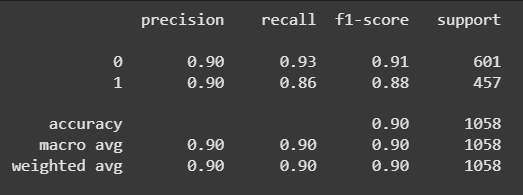 precision recall f1-score support
0 0.90 0.93 0.91 601
1 0.90 0.86 0.88 457
accuracy 0.90 1058
macro avg 0.90 0.90 0.90 1058
weighted avg 0.90 0.90 0.90 1058